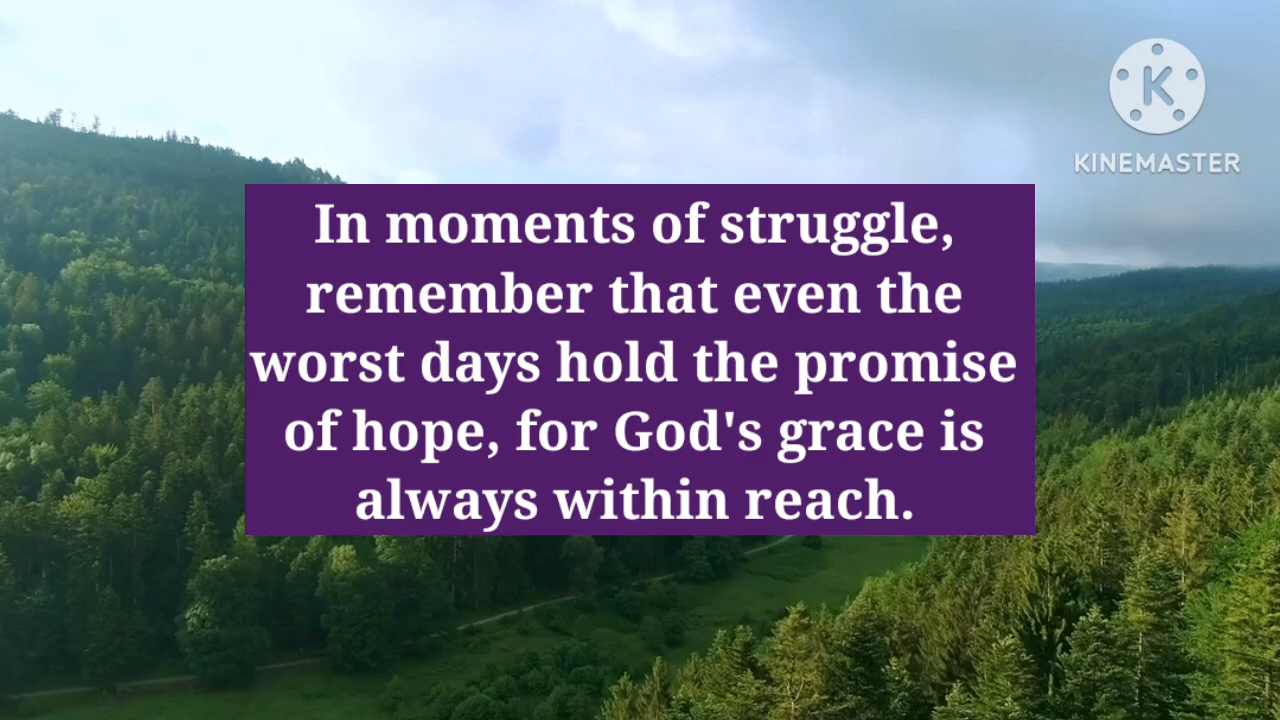 K
KINEMASTER
In moments of struggle,
remember that even the
worst days hold the promise
of hope, for God's grace is
always within reach.